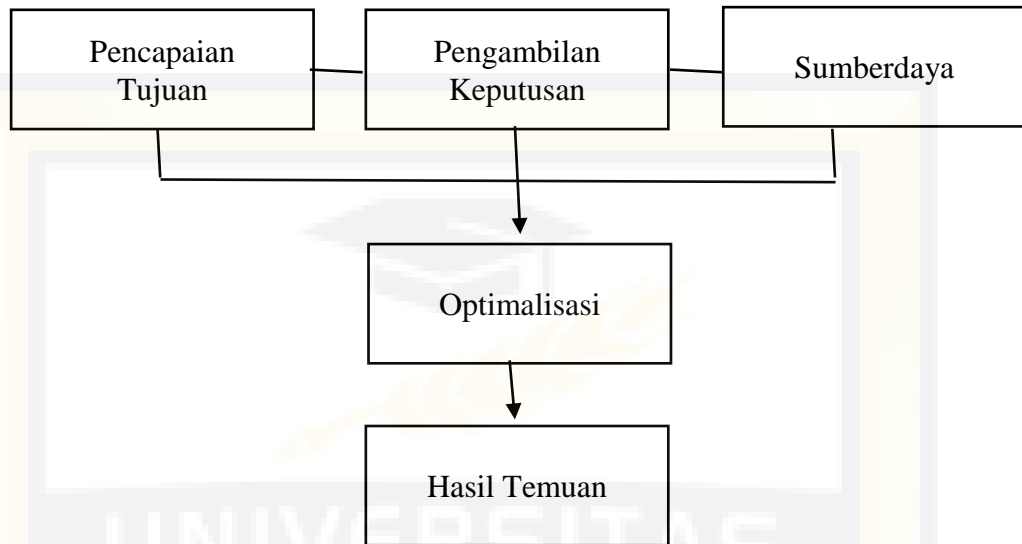 Pencapaian
Tujuan
Pengambilan
Keputusan
Sumberdaya
Optimalisasi
Hasil Temuan
UNIVERSITAS